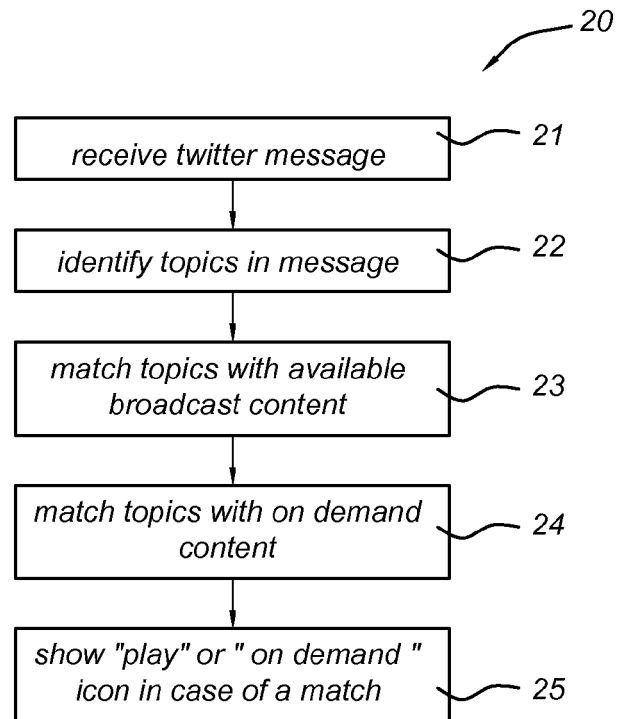 20
receive twitter message
21
identify topics in message
22
match topics with available
broadcast content
23
match topics with on demand
content
24
show "play" or " on demand "
icon in case of a match
25